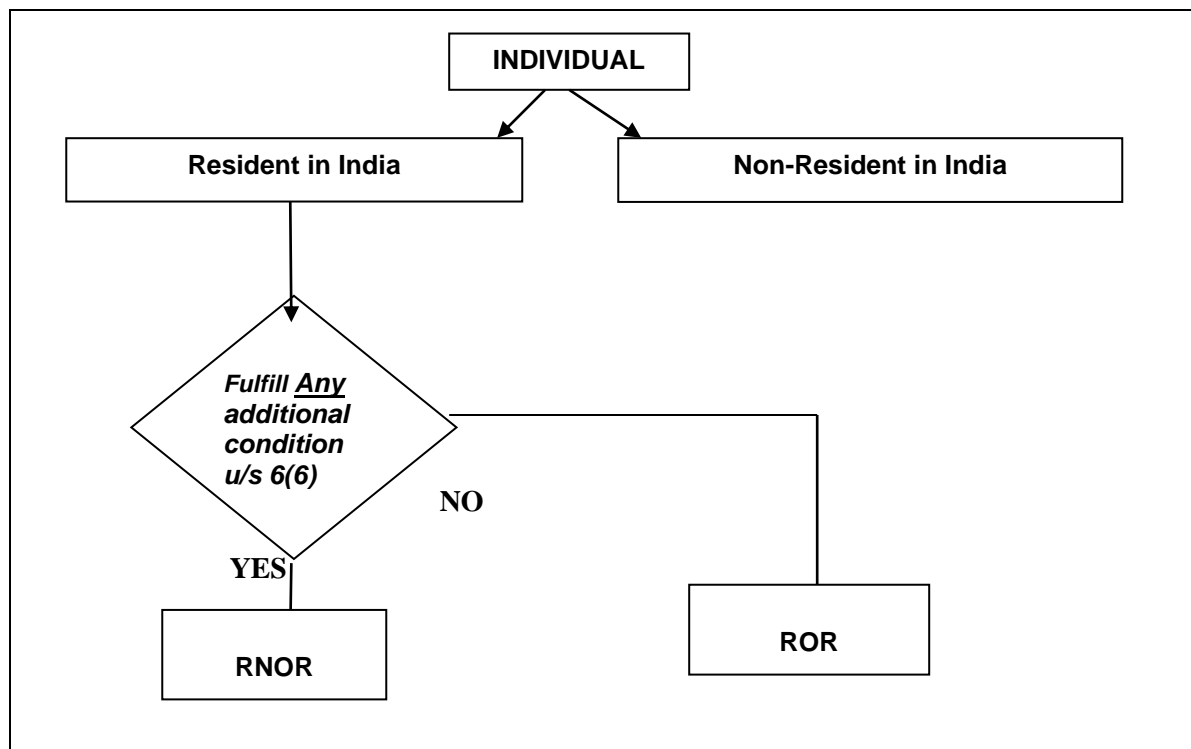 INDIVIDUAL
Resident in India
Non-Resident in India
Fulfill Any
additional
condition
u/s 6(6)
NO
YES
RNOR
ROR